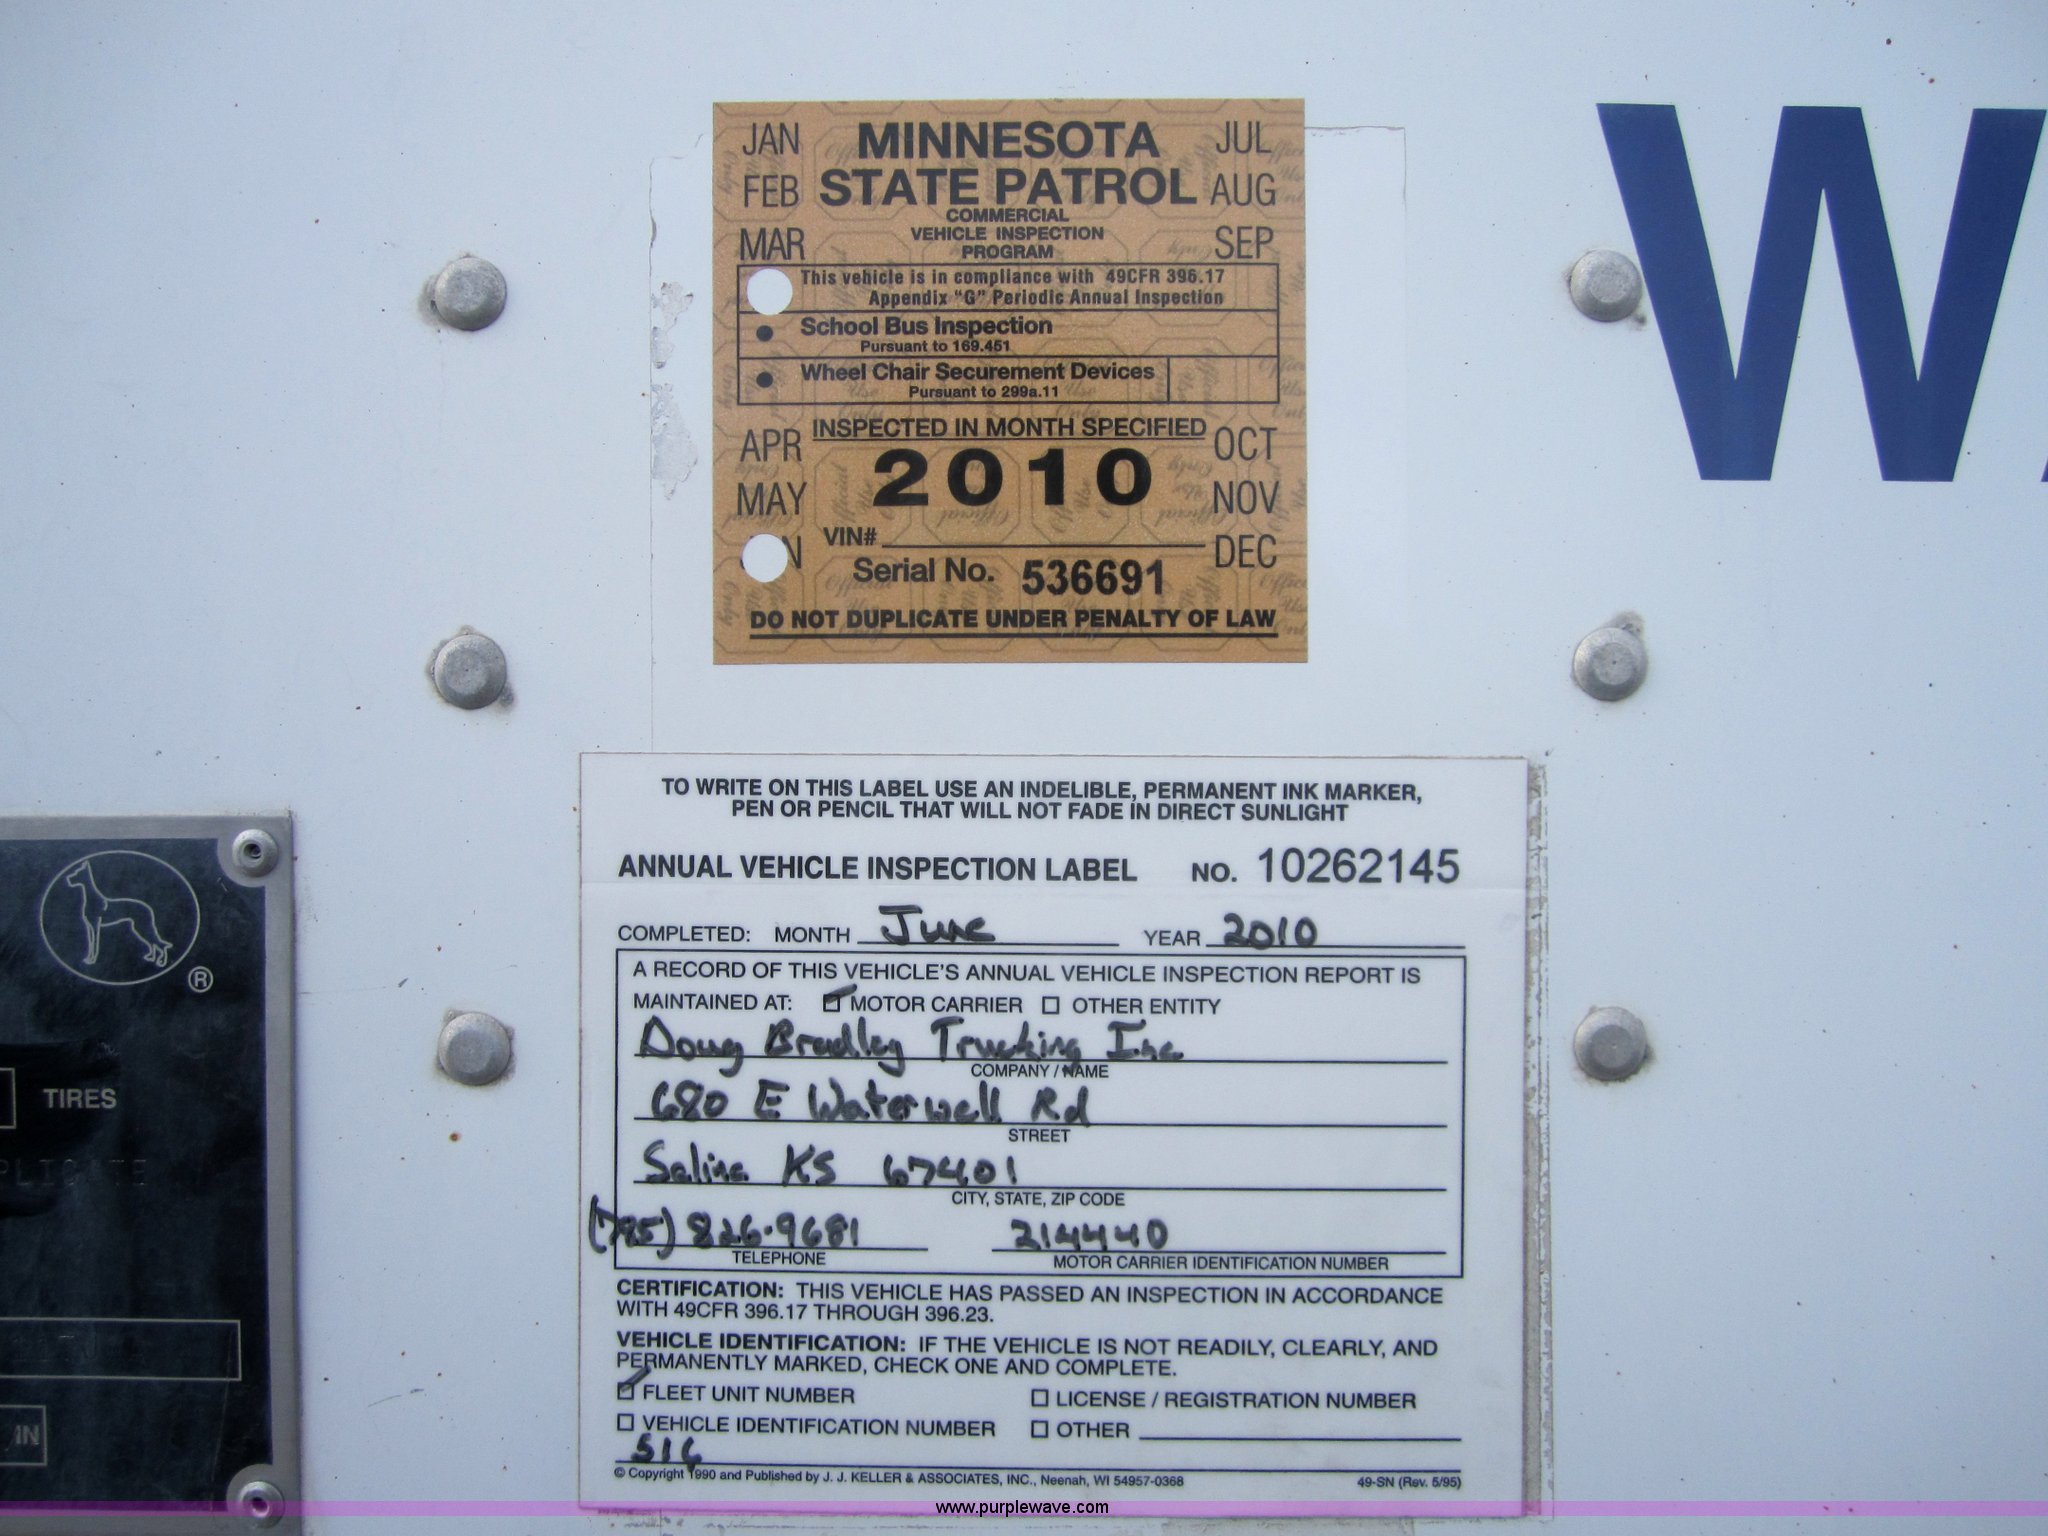 JAN MINNESOTA JUL
FEB STATE PATROL AUG
COMMERCIAL
VEHICLE INSPECTION
MAR PROGRAM SEP
This vehicle is in compliance with 49CFR 396.17
Appendix "G" Periodic Annual Inspection
• School Bus Inspection
Pursuant to 169.451
• Wheel Chair Securement Devices
Pursuant to 299a.11
INSPECTED IN MONTH SPECIFIED
APR 2010 OCT
MAY NOV
N VIN# DEC
Serial No. 536691
DO NOT DUPLICATE UNDER PENALTY OF LAW
W
TO WRITE ON THIS LABEL USE AN INDELIBLE, PERMANENT INK MARKER,
PEN OR PENCIL THAT WILL NOT FADE IN DIRECT SUNLIGHT
ANNUAL VEHICLE INSPECTION LABEL NO. 10262145
COMPLETED: MONTH June YEAR 2010
A RECORD OF THIS VEHICLE'S ANNUAL VEHICLE INSPECTION REPORT IS
MAINTAINED AT: MOTOR CARRIER OTHER ENTITY
Doug Bradley Trucking Inc
COMPANY / NAME
680 E Waterwell Rd
STREET
Salina KS 67401
CITY, STATE, ZIP CODE
(785) 826-9681 214440
TELEPHONE MOTOR CARRIER IDENTIFICATION NUMBER
CERTIFICATION: THIS VEHICLE HAS PASSED AN INSPECTION IN ACCORDANCE
WITH 49CFR 396.17 THROUGH 396.23.
VEHICLE IDENTIFICATION: IF THE VEHICLE IS NOT READILY, CLEARLY, AND
PERMANENTLY MARKED, CHECK ONE AND COMPLETE.
FLEET UNIT NUMBER LICENSE / REGISTRATION NUMBER
VEHICLE IDENTIFICATION NUMBER OTHER
516
© Copyright 1990 and Published by J. J. KELLER & ASSOCIATES, INC., Neenah, WI 54957-0368 49-SN (Rev. 5/95)
®
TIRES
PLICATE
IN
www.purplewave.com